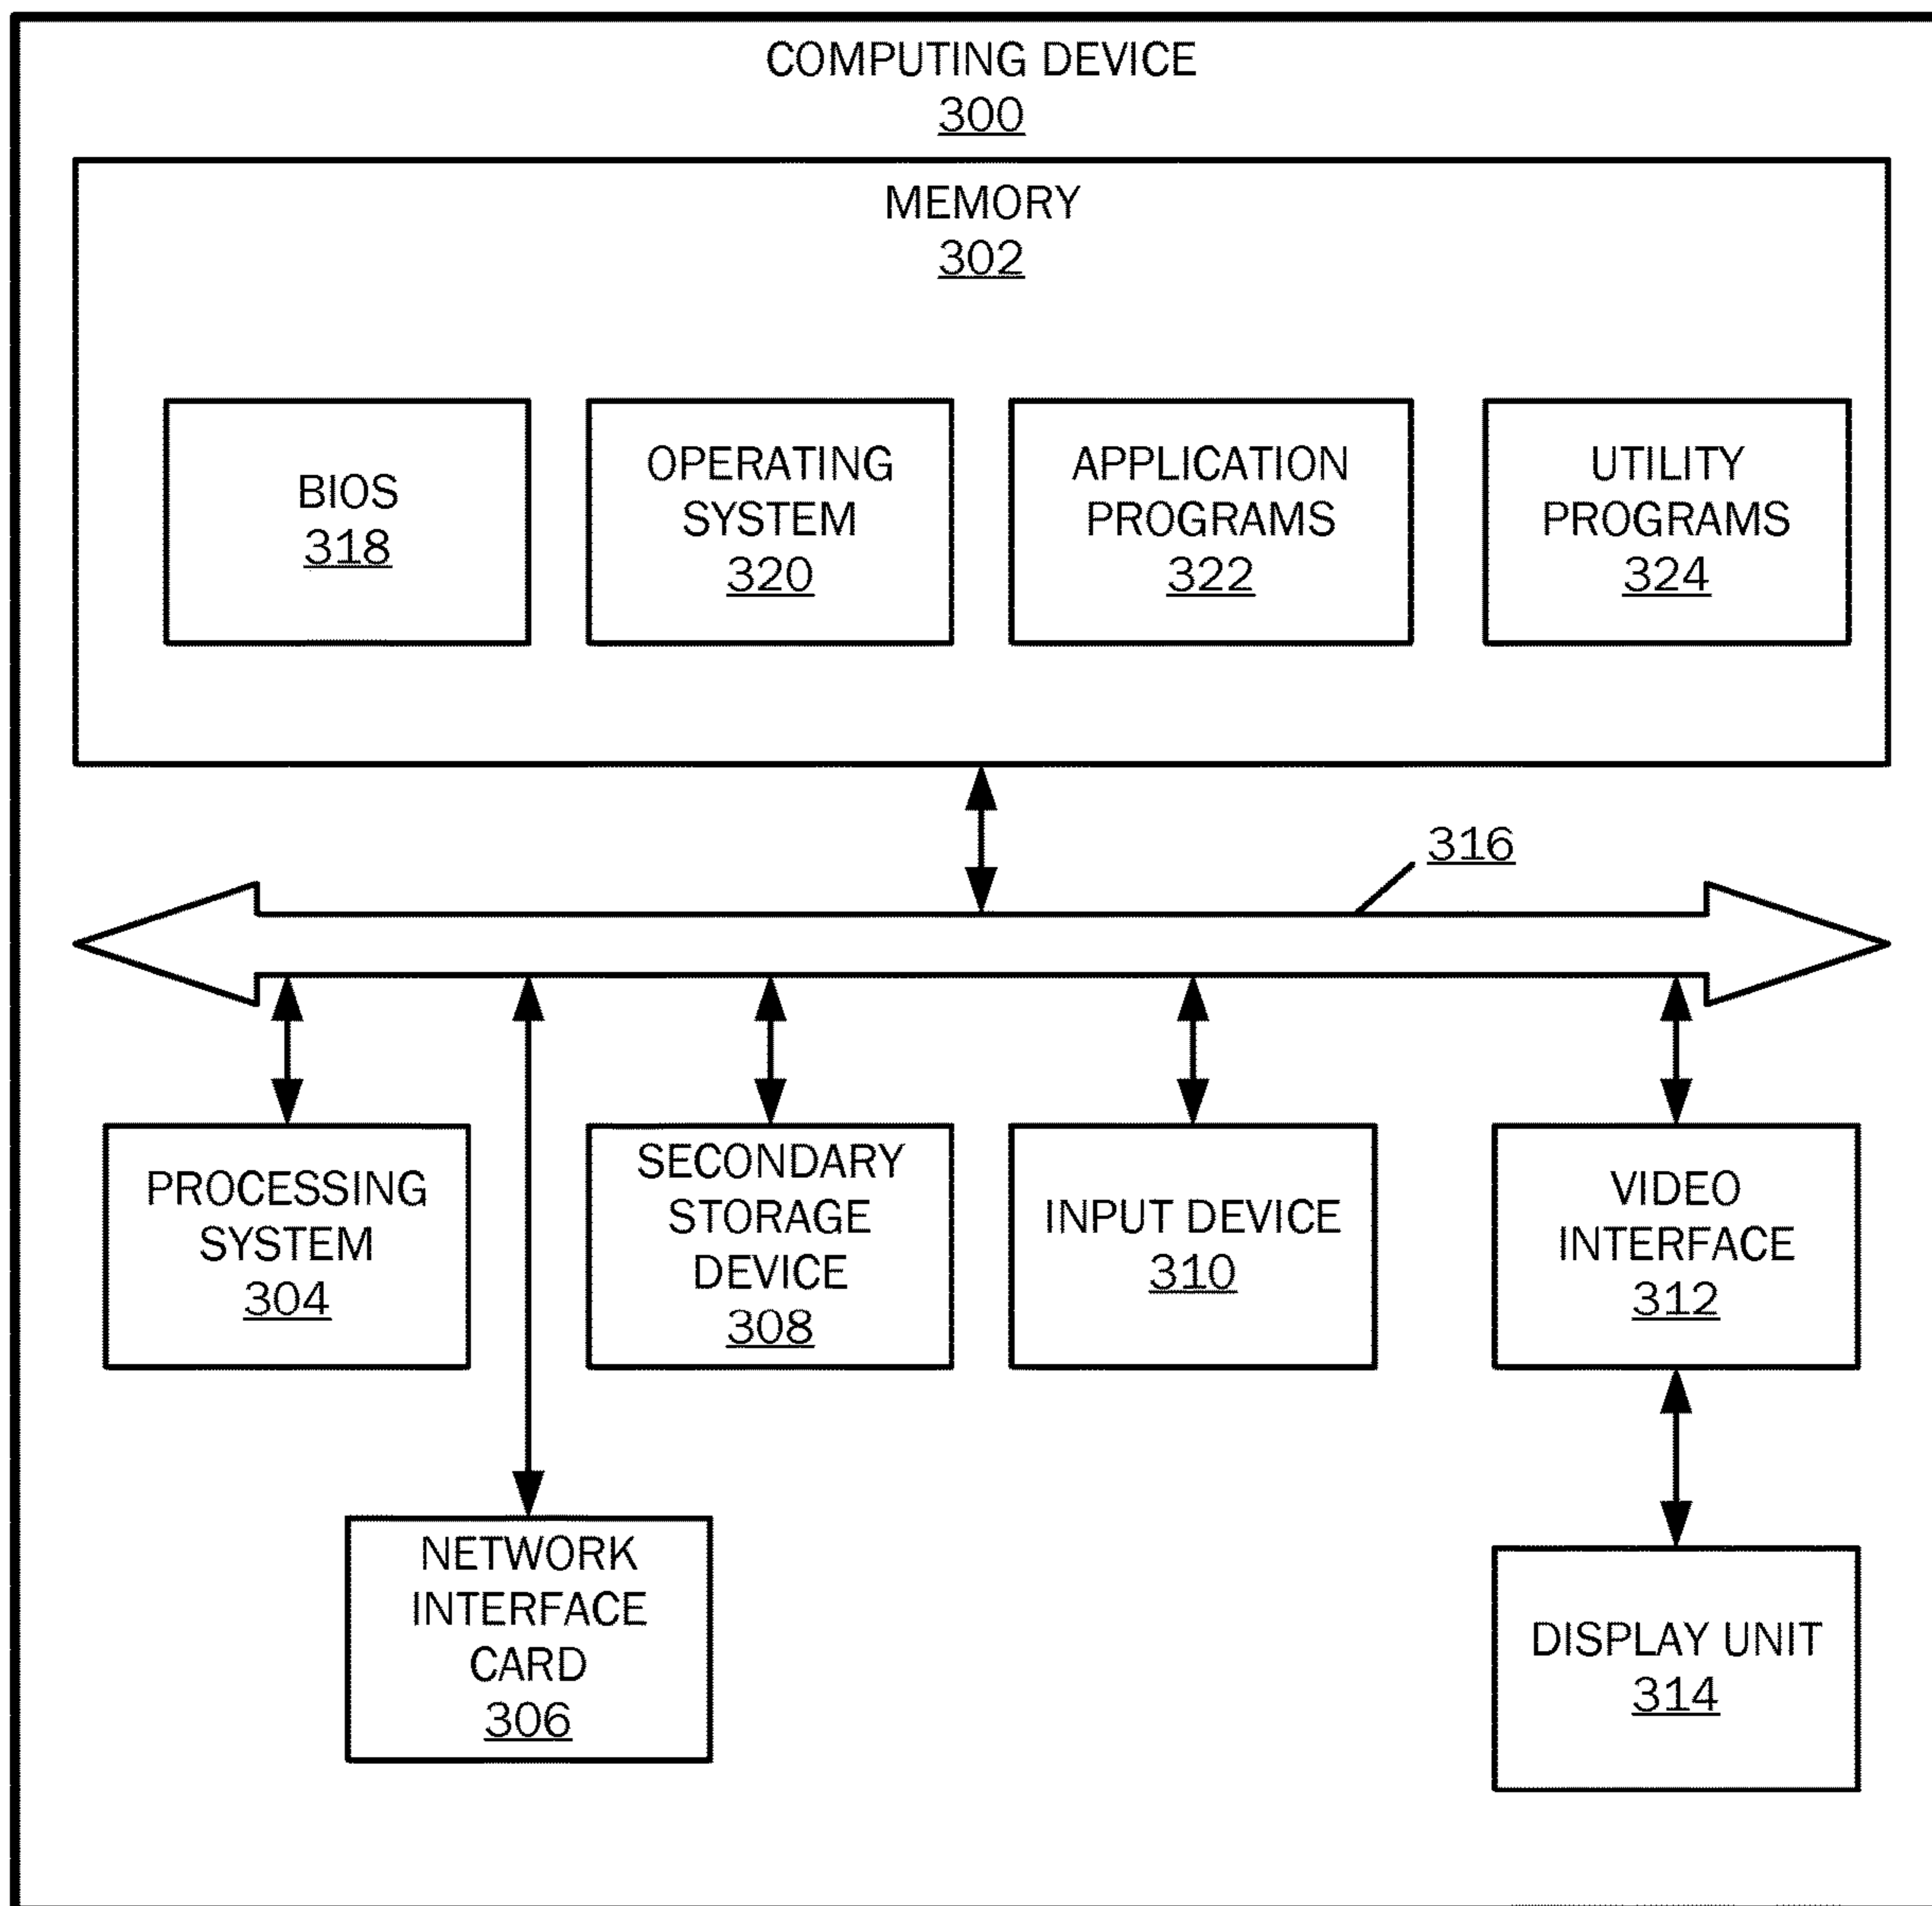 COMPUTING DEVICE
300
MEMORY
302
BIOS
318
OPERATING
SYSTEM
320
APPLICATION
PROGRAMS
322
UTILITY
PROGRAMS
324
316
PROCESSING
SYSTEM
304
SECONDARY
STORAGE
DEVICE
308
INPUT DEVICE
310
VIDEO
INTERFACE
312
NETWORK
INTERFACE
CARD
306
DISPLAY UNIT
314